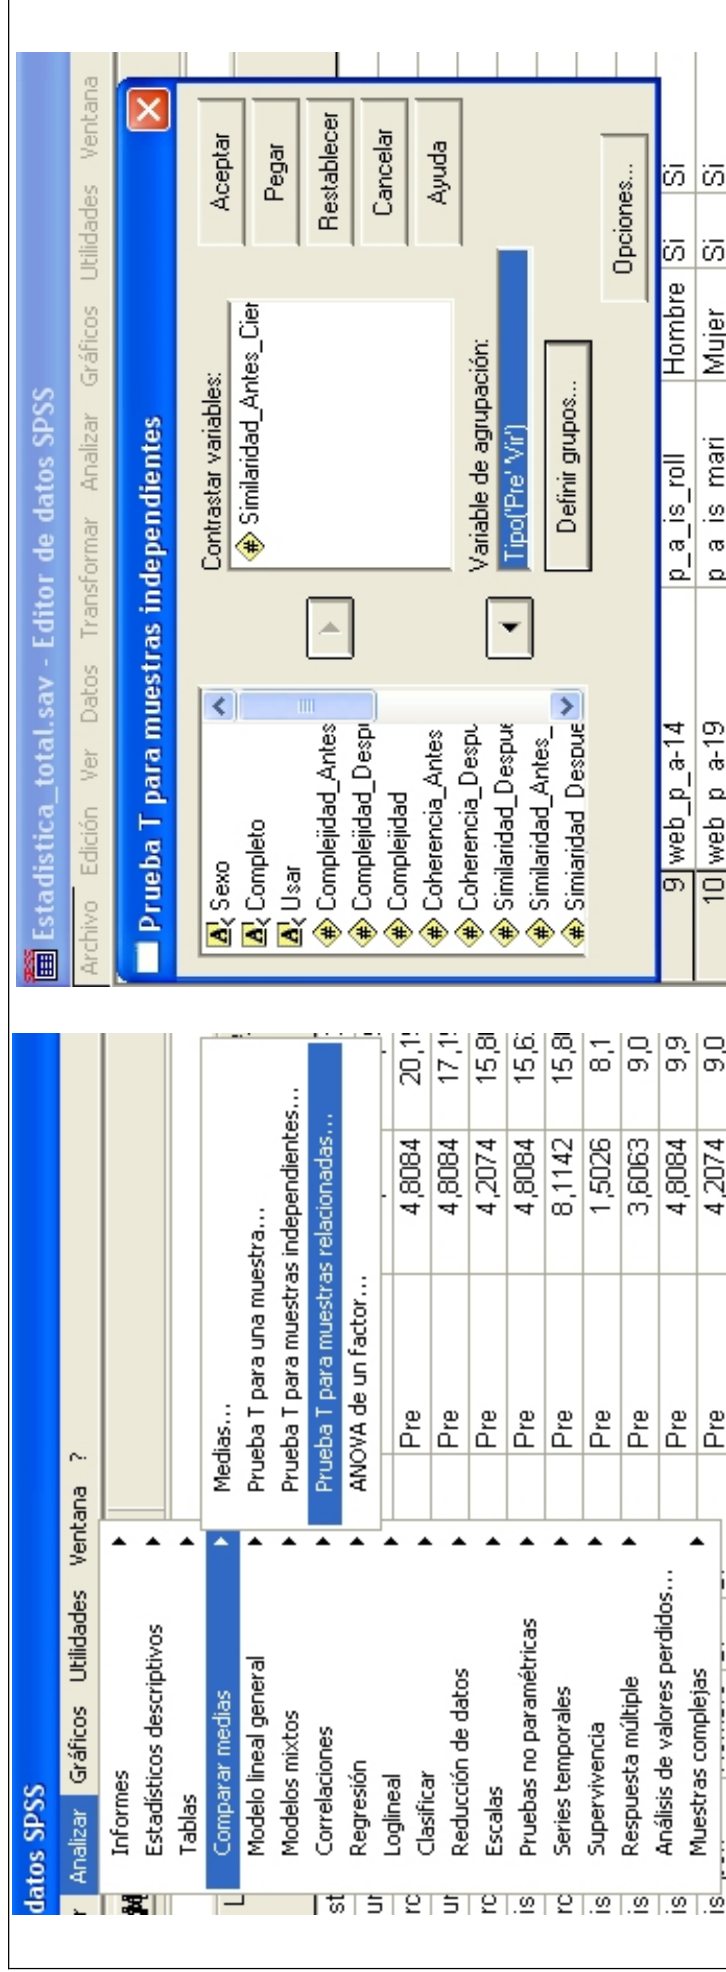 datos SPSS
Analizar Gráficos Utilidades Ventana ?
Informes
Estadísticos descriptivos
Tablas
Comparar medias
Modelo lineal general
Modelos mixtos
Correlaciones
Regresión
Loglineal
Clasificar
Reducción de datos
Escalas
Pruebas no paramétricas
Series temporales
Supervivencia
Respuesta múltiple
Análisis de valores perdidos...
Muestras complejas
Medias...
Prueba T para una muestra...
Prueba T para muestras independientes...
Prueba T para muestras relacionadas...
ANOVA de un factor...
Pre 4,8084 20,1
Pre 4,8084 17,1
Pre 4,2074 15,8
Pre 4,8084 15,6
Pre 8,1142 15,8
Pre 1,5026 8,1
Pre 3,6063 9,0
Pre 4,8084 9,9
Pre 4,2074 9,0
Estadistica_total.sav - Editor de datos SPSS
Archivo Edición Ver Datos Transformar Analizar Gráficos Utilidades Ventana
Prueba T para muestras independientes
Sexo
Completo
Usar
Complejidad_Antes
Complejidad_Despu
Complejidad
Coherencia_Antes
Coherencia_Despu
Similaridad_Despue
Similaridad_Antes_
Simiaridad_Despue
Contrastar variables:
Similaridad_Antes_Cier
Variable de agrupación:
Tipo('Pre' 'Vir')
Definir grupos...
Aceptar
Pegar
Restablecer
Cancelar
Ayuda
Opciones...
9 web_p_a-14 p_a_is_roll Hombre Si Si
10 web_p_a-19 p_a_is_mari Mujer Si Si